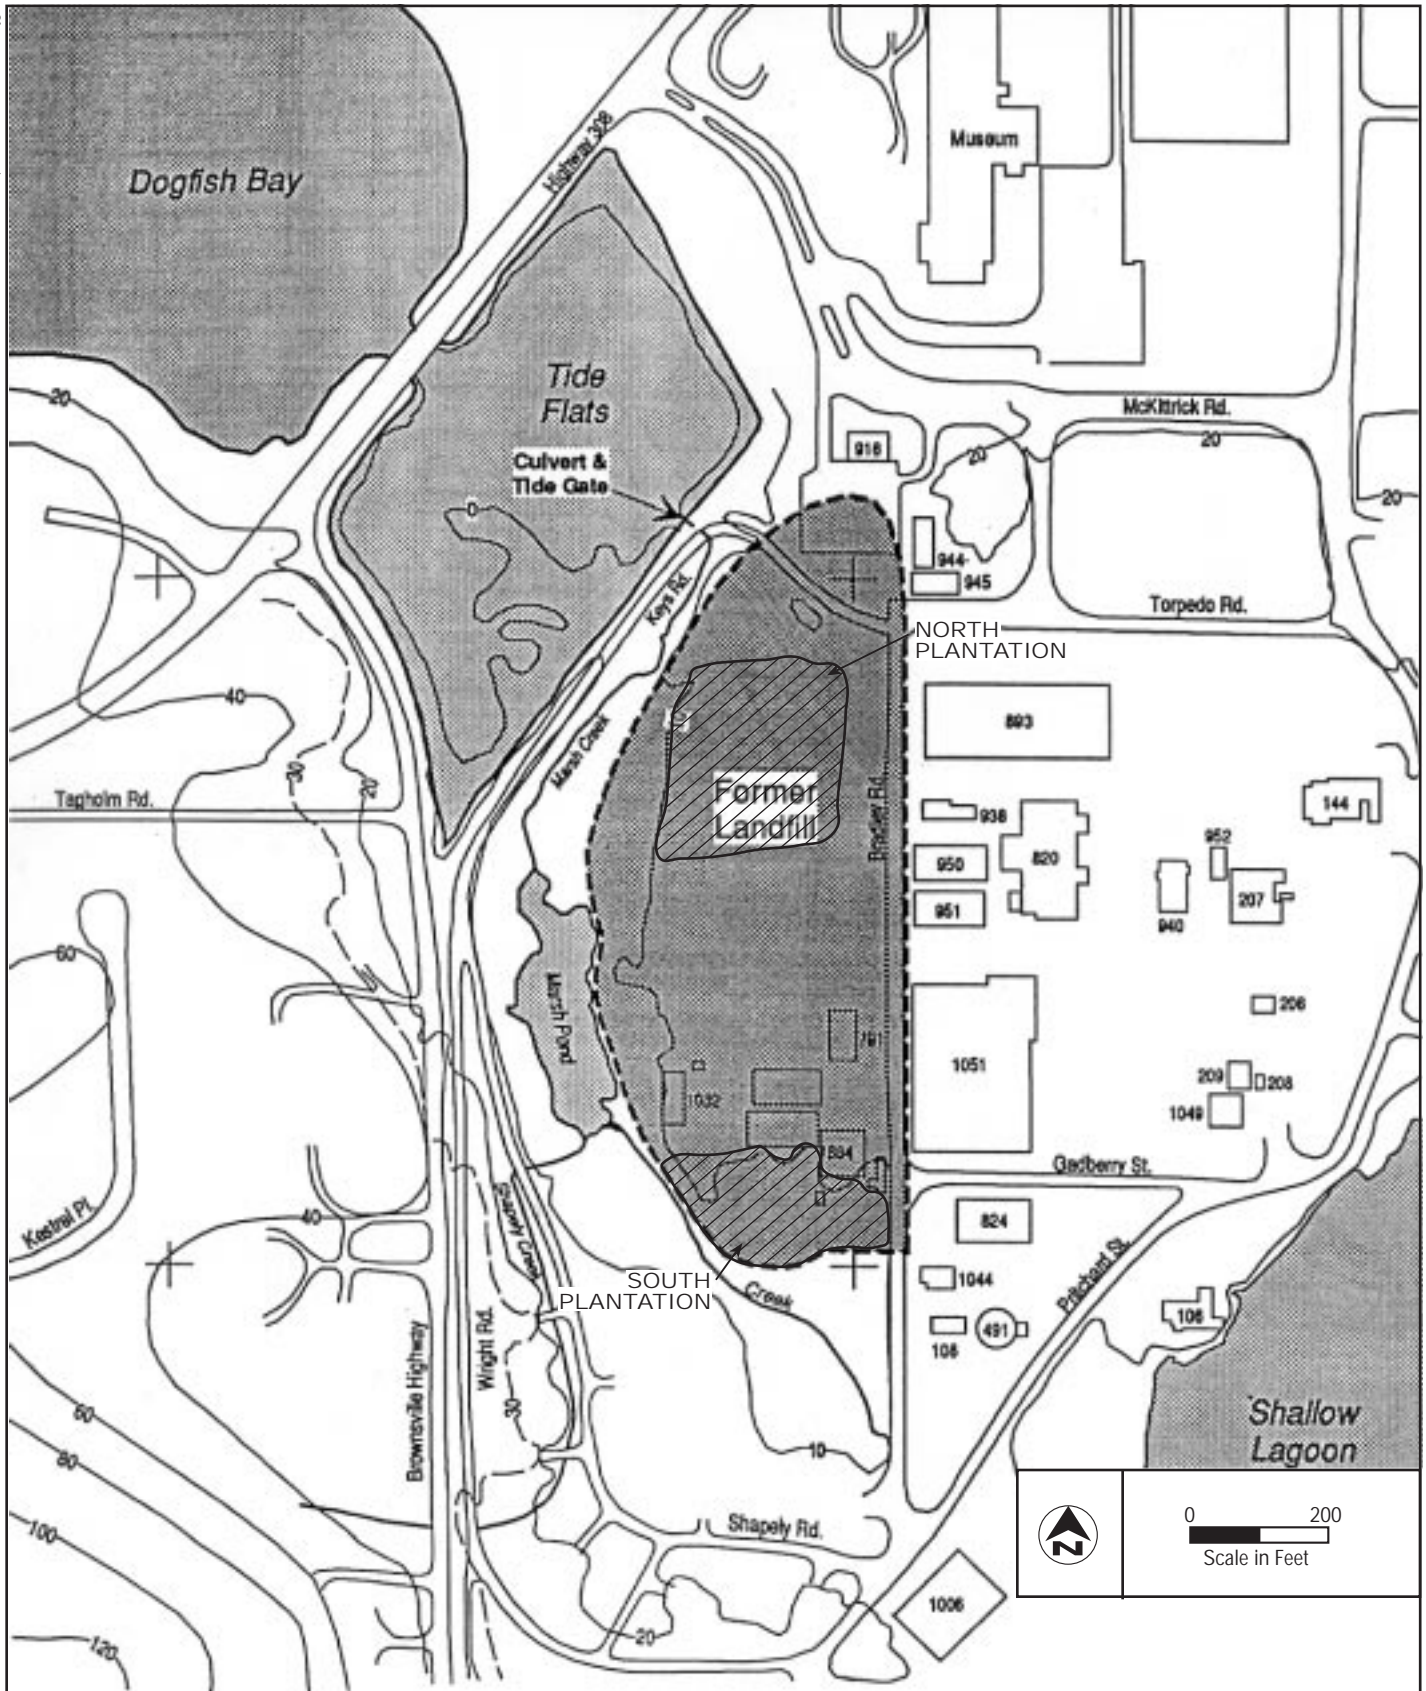 Highway 308
Museum
Dogfish Bay
Tide
Flats
McKittrick Rd.
20
20
916
20
Culvert &
Tide Gate
20
0
944
945
Keys Rd.
Torpedo Rd.
NORTH
PLANTATION
40
893
Marsh Creek
30
20
Former
Landfill
Bradley Rd.
Tagholm Rd.
938
144
952
950
820
207
951
940
60
Marsh Pond
206
791
1051
209
208
1032
1049
884
Gadberry St.
Shapely Creek
Kestral Pl.
40
824
Pritchard St.
SOUTH
PLANTATION
1044
Creek
106
491
108
Wright Rd.
Brownsville Highway
30
60
Shallow
Lagoon
10
80
Shapely Rd.
100
0 200
Scale in Feet
N
1006
20
120